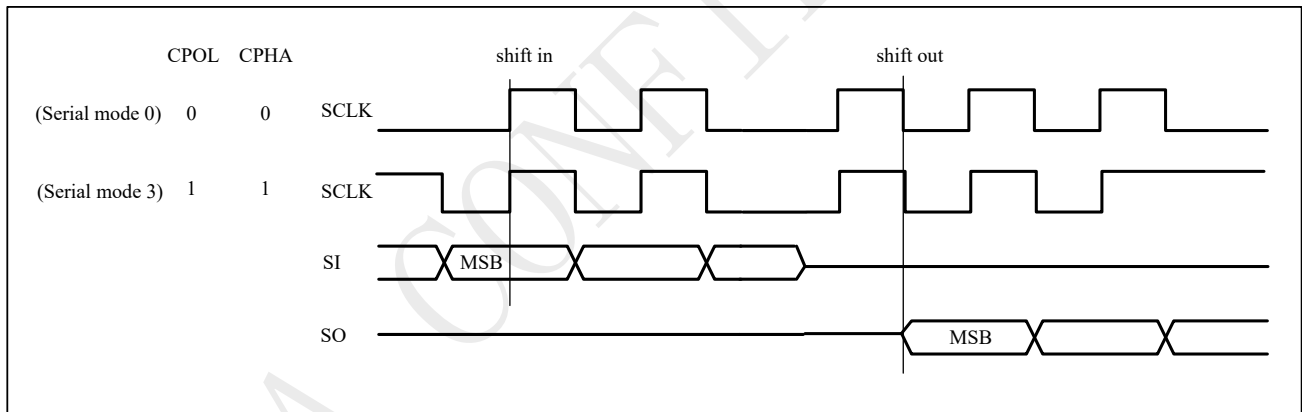 CPOL CPHA shift in shift out
(Serial mode 0) 0 0 SCLK
(Serial mode 3) 1 1 SCLK
SI MSB
SO MSB